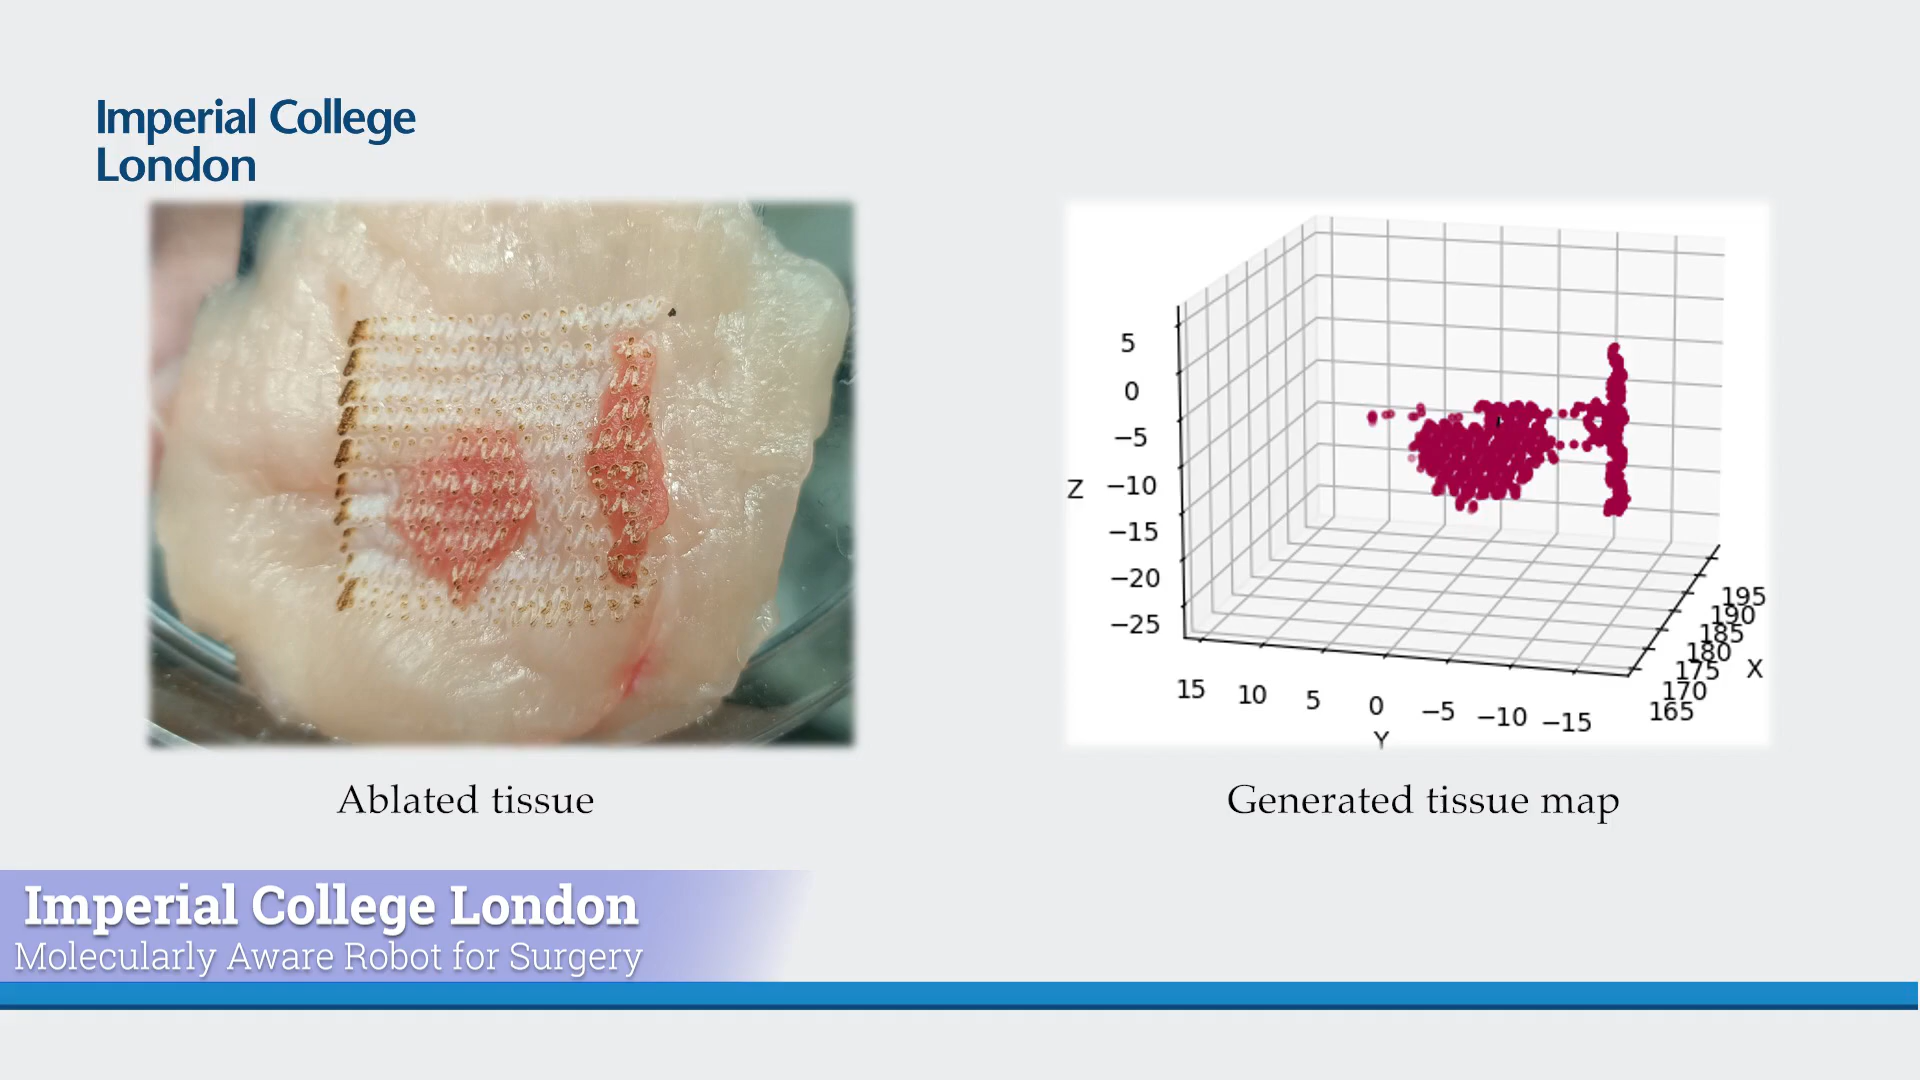 Imperial College
London
5
0
−5
−10
−15
−20
−25
Z
15
10
5
0
−5
−10
−15
Y
195
190
185
180
175
170
165
X
Ablated tissue
Generated tissue map
Imperial College London
Molecularly Aware Robot for Surgery